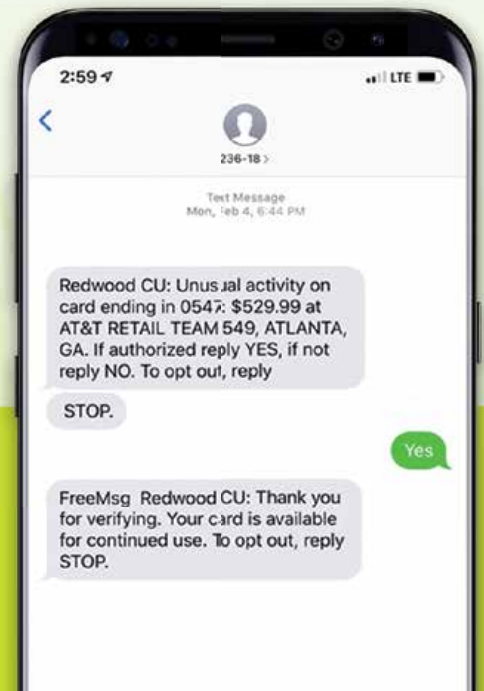 2:59
LTE
236-18 >
Text Message
Mon, Feb 4, 6:44 PM
Redwood CU: Unusual activity on
card ending in 0547: $529.99 at
AT&T RETAIL TEAM 549, ATLANTA,
GA. If authorized reply YES, if not
reply NO. To opt out, reply
STOP.
Yes
FreeMsg Redwood CU: Thank you
for verifying. Your card is available
for continued use. To opt out, reply
STOP.